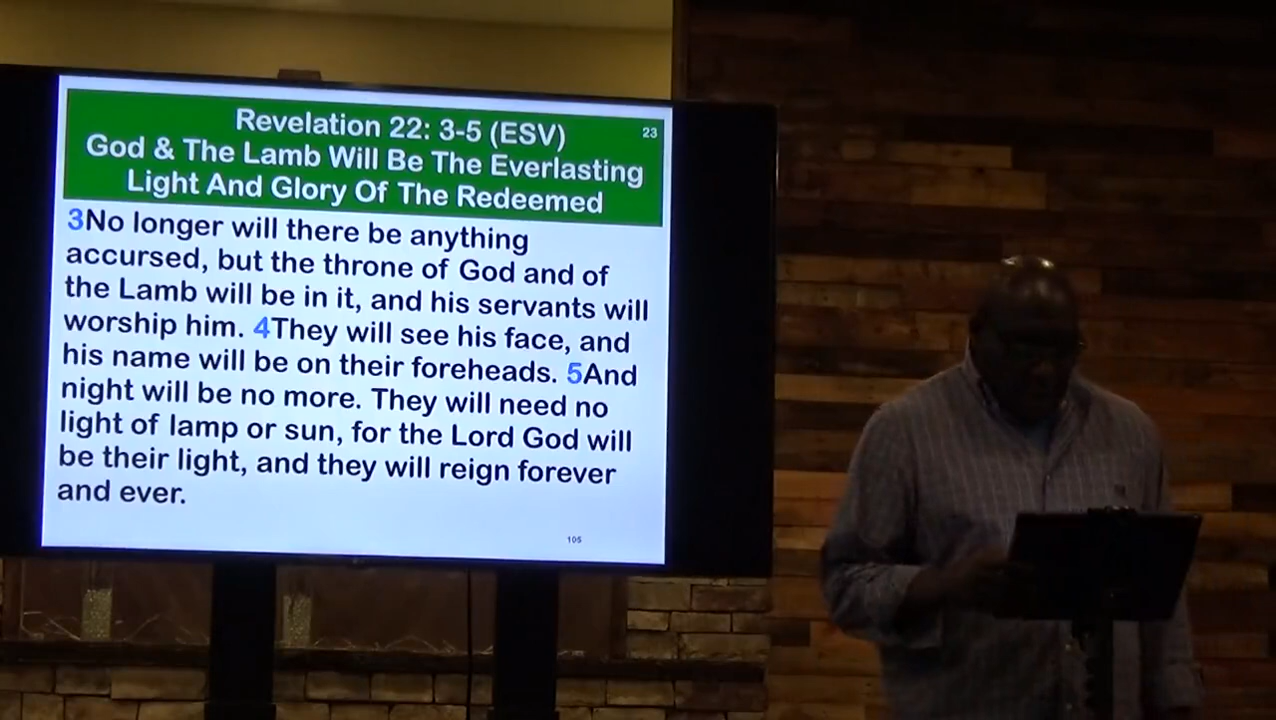 Revelation 22: 3-5 (ESV)
23
God & The Lamb Will Be The Everlasting
Light And Glory Of The Redeemed
3No longer will there be anything
accursed, but the throne of God and of
the Lamb will be in it, and his servants will
worship him. 4They will see his face, and
his name will be on their foreheads. 5And
night will be no more. They will need no
light of lamp or sun, for the Lord God will
be their light, and they will reign forever
and ever.
105